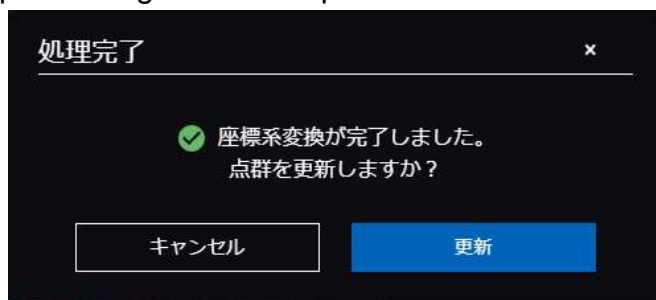 処理完了
×
座標系変換が完了しました。
点群を更新しますか？
キャンセル
更新